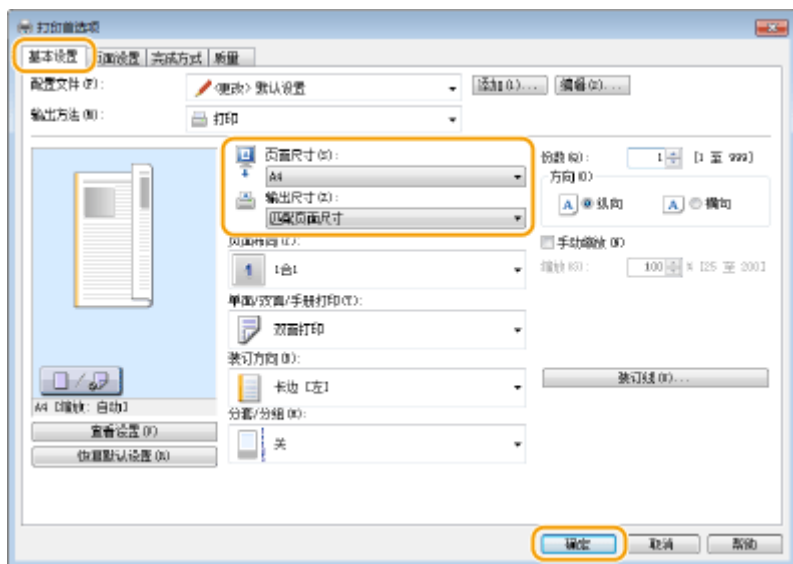 打印首选项
基本设置 页面设置 完成方式 质量
配置文件(F): <更改> 默认设置 添加(1)... 编辑(2)...
输出方法(M): 打印
页面尺寸(S):
A4
输出尺寸(Z):
匹配页面尺寸
份数(Q): 1 [1 至 999]
方向(O)
A 纵向 A 横向
手动缩放(W)
缩放(G): 100 % [25 至 200]
页面布局(L):
1 1合1
单面/双面/手册打印(T):
双面打印
装订方向(B):
长边 [左]
装订线(U)...
分套/分组(R):
关
A4 [缩放: 自动]
查看设置(V)
恢复默认设置(R)
确定 取消 帮助